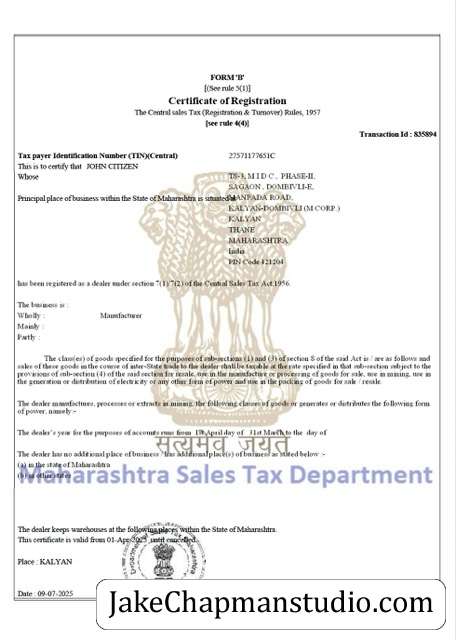 FORM 'B'
[(See rule 5(1)]
Certificate of Registration
The Central sales Tax (Registration & Turnover) Rules, 1957
[see rule 4(4)]
Transaction Id : 835894
Tax payer Identification Number (TIN)(Central) 27571177651C
This is to certify that JOHN CITIZEN
Whose T8-3, M I D C , PHASE-II,
SAGAON , DOMBIVLI-E,
Principal place of business within the State of Maharashtra is situated at MANPADA ROAD,
KALYAN-DOMBIVLI (M CORP.)
KALYAN
THANE
MAHARASHTRA
India
PIN Code 421204
has been registered as a dealer under section 7(1)/7(2) of the Central Sales Tax Act,1956.
The business is :
Wholly : Manufacturer
Mainly :
Partly :
The class(es) of goods specified for the purposes of sub-sections (1) and (3) of section 8 of the said Act is / are as follows and
sales of these goods in the course of inter-State trade to the dealer shall be taxable at the rate specified in that sub-section subject to the
provisions of sub-section (4) of the said section for resale, use in the manufacture or processing of goods for sale, use in mining, use in
the generation or distribution of electricity or any other form of power and use in the packing of goods for sale / resale.
The dealer manufactures, processes or extracts in mining, the following classes of goods or generates or distributes the following form
of power, namely :-
The dealer's year for the purposes of accounts runs from 1st April day of 31st March to the day of
सत्यमेव जयते
The dealer has no additional place of business / has additional place(s) of business as stated below :-
(a) in the state of Maharashtra
Maharashtra Sales Tax Department
(b) in other states
The dealer keeps warehouses at the following places within the State of Maharashtra.
This certificate is valid from 01-Apr-2025 until cancelled.
Place : KALYAN
Date : 09-07-2025
JakeChapmanstudio.com